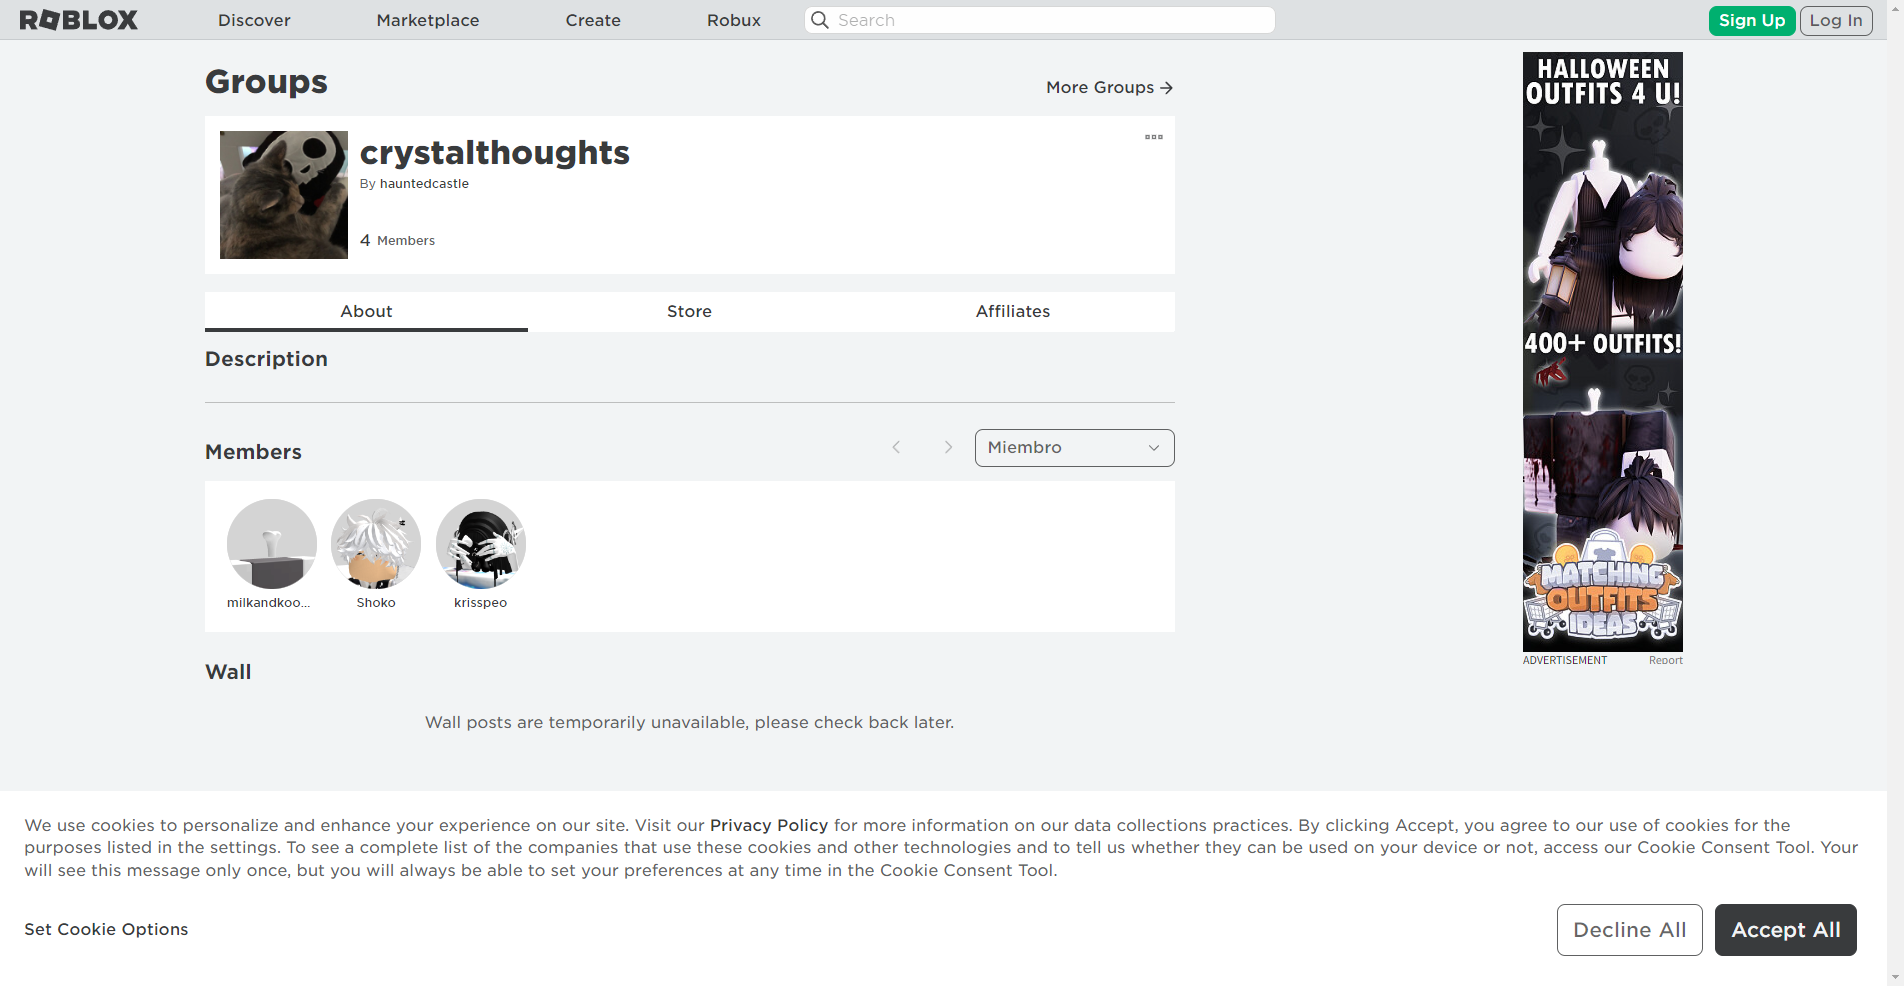 ROBLOX
Discover
Marketplace
Create
Robux
Search
Sign Up
Log In
Groups
More Groups
crystalthoughts
By hauntedcastle
4 Members
About
Store
Affiliates
Description
Members
Miembro
milkandkoo...
Shoko
krisspeo
Wall
Wall posts are temporarily unavailable, please check back later.
HALLOWEEN
OUTFITS 4 U!
400+ OUTFITS!
MATCHING
OUTFITS
IDEAS
ADVERTISEMENT
Report
We use cookies to personalize and enhance your experience on our site. Visit our Privacy Policy for more information on our data collections practices. By clicking Accept, you agree to our use of cookies for the
purposes listed in the settings. To see a complete list of the companies that use these cookies and other technologies and to tell us whether they can be used on your device or not, access our Cookie Consent Tool. Your
will see this message only once, but you will always be able to set your preferences at any time in the Cookie Consent Tool.
Set Cookie Options
Decline All
Accept All